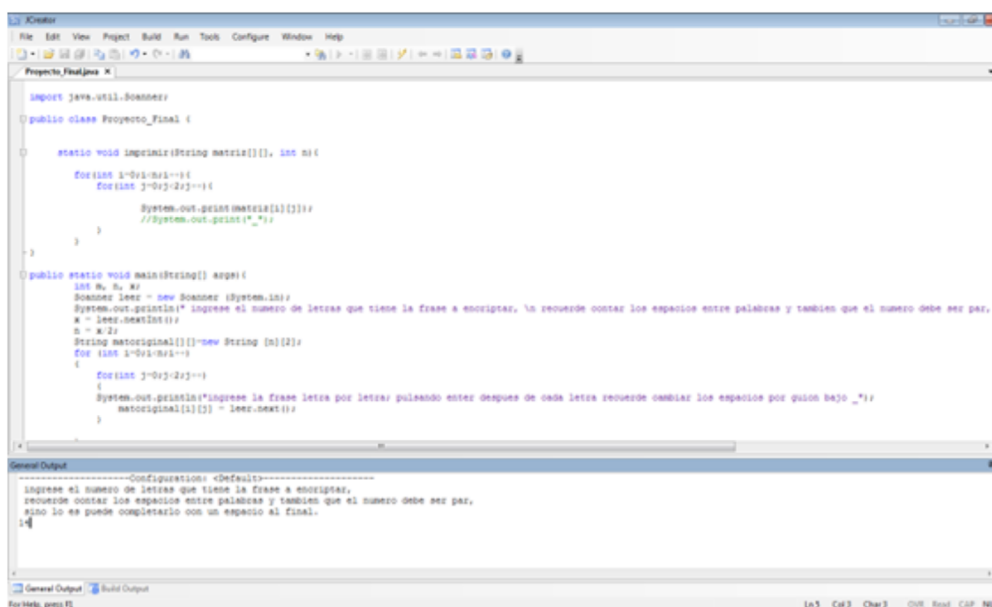 JCreator
File Edit View Project Build Run Tools Configure Window Help
Proyecto_Final.java
import java.util.Scanner;
public class Proyecto_Final {
static void imprimir(String matriz[][], int n){
for(int i=0;i<n;i++){
for(int j=0;j<2;j++){
System.out.print(matriz[i][j]);
//System.out.print("_");
}
}
}
public static void main(String[] args){
int m, n, x;
Scanner leer = new Scanner (System.in);
System.out.println(" ingrese el numero de letras que tiene la frase a encriptar, \n recuerde contar los espacios entre palabras y tambien que el numero debe ser par,
x = leer.nextInt();
n = x/2;
String matoriginal[][]=new String [n][2];
for (int i=0;i<n;i++)
{
for(int j=0;j<2;j++)
{
System.out.println("ingrese la frase letra por letra; pulsando enter despues de cada letra recuerde cambiar los espacios por guion bajo _");
matoriginal[i][j] = leer.next();
}
General Output
--------------------Configuration: <Default>--------------------
ingrese el numero de letras que tiene la frase a encriptar,
recuerde contar los espacios entre palabras y tambien que el numero debe ser par,
sino lo es puede completarlo con un espacio al final.
General Output Build Output
For Help, press F1 Ln 5 Col 3 Char 3 OVR Read CAP